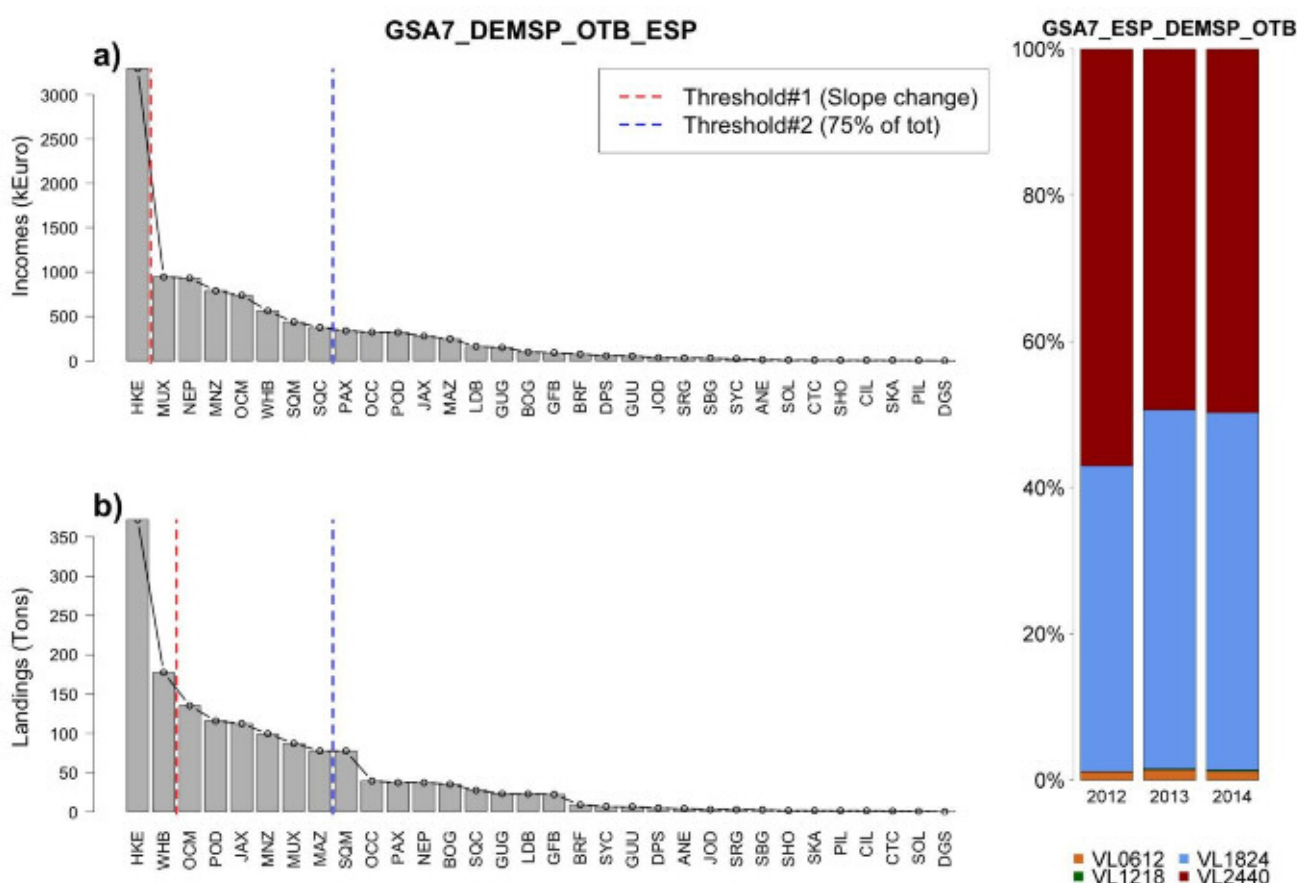 GSA7_DEMSP_OTB_ESP
a)
Incomes (kEuro)
3000
2500
2000
1500
1000
500
0
Threshold#1 (Slope change)
Threshold#2 (75% of tot)
HKE MUX NEP MNZ OCM WHB SQM SQC PAX OCC POD JAX MAZ LDB GUG BOG GFB BRF DPS GUU JOD SRG SBG SYC ANE SOL CTC SHO CIL SKA PIL DGS
b)
Landings (Tons)
350
300
250
200
150
100
50
0
HKE WHB OCM POD JAX MNZ MUX MAZ SQM OCC PAX NEP BOG SQC GUG LDB GFB BRF SYC GUU DPS ANE JOD SRG SBG SHO SKA PIL CIL CTC SOL DGS
GSA7_ESP_DEMSP_OTB
100%
80%
60%
40%
20%
0%
2012 2013 2014
VL0612 VL1824
VL1218 VL2440